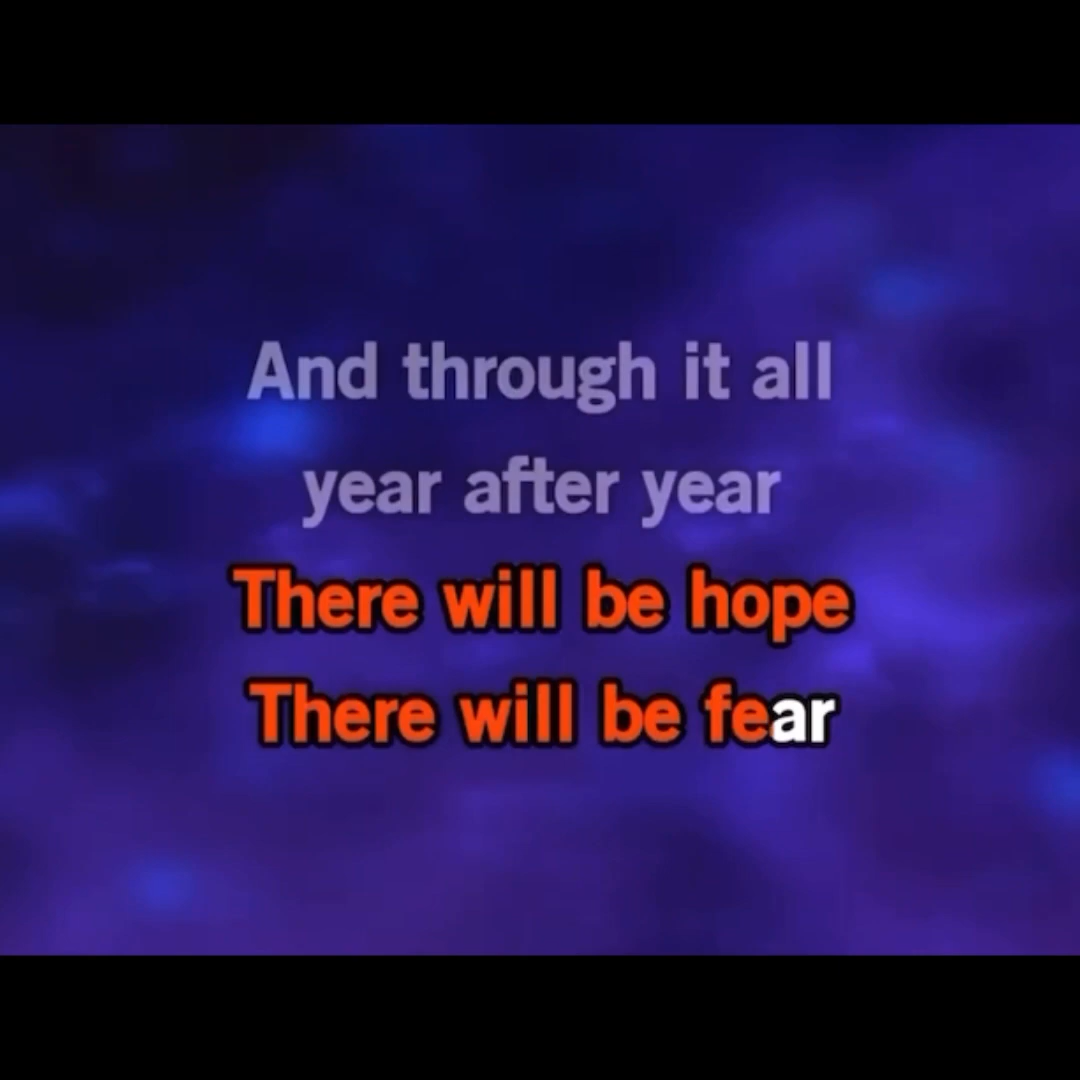 And through it all
year after year
There will be hope
There will be fear